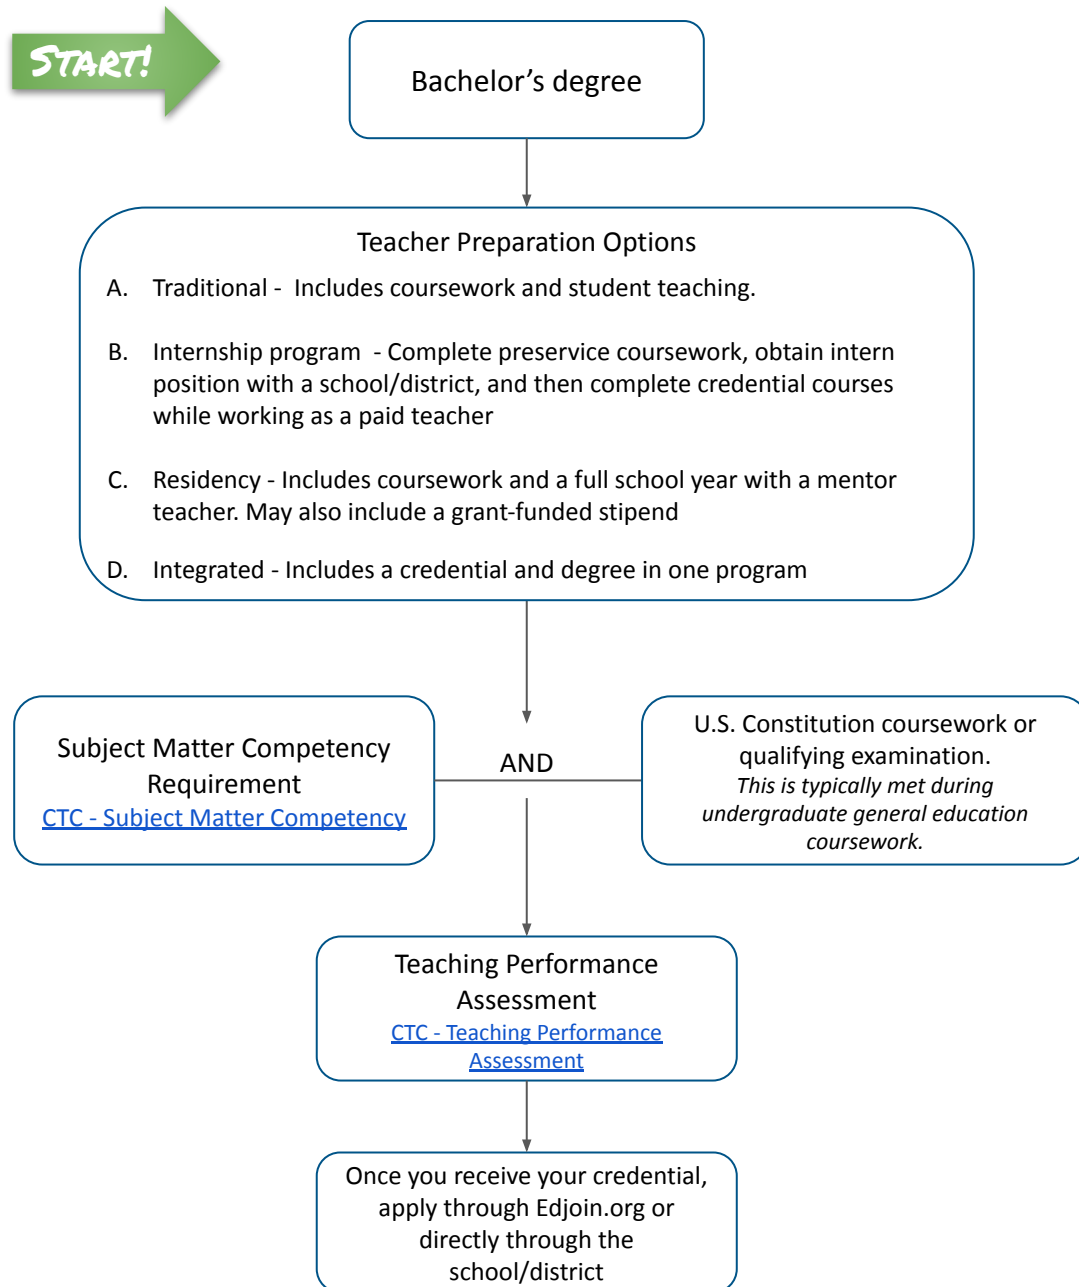 START!
Bachelor’s degree
Teacher Preparation Options
A. Traditional - Includes coursework and student teaching.
B. Internship program - Complete preservice coursework, obtain intern
position with a school/district, and then complete credential courses
while working as a paid teacher
C. Residency - Includes coursework and a full school year with a mentor
teacher. May also include a grant-funded stipend
D. Integrated - Includes a credential and degree in one program
Subject Matter Competency
Requirement
CTC - Subject Matter Competency
AND
U.S. Constitution coursework or
qualifying examination.
This is typically met during
undergraduate general education
coursework.
Teaching Performance
Assessment
CTC - Teaching Performance
Assessment
Once you receive your credential,
apply through Edjoin.org or
directly through the
school/district